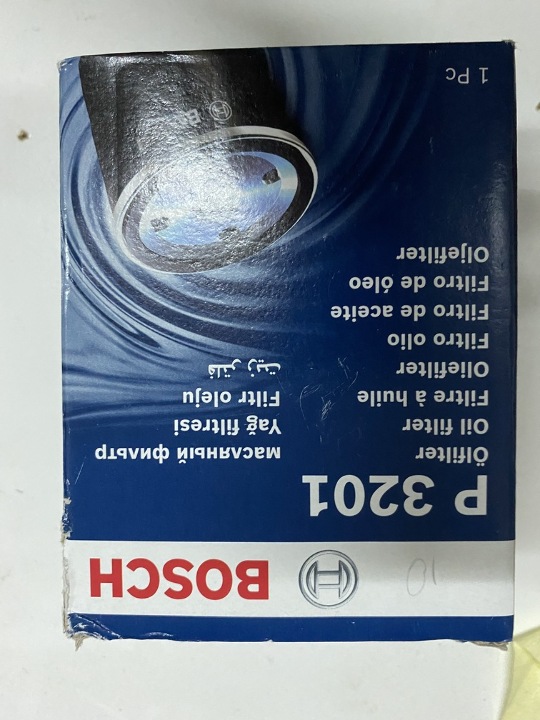 BOSCH
P 3201
Ölfilter
Oil filter
Filtre à huile
Oliefilter
Filtro olio
Filtro de aceite
Filtro de óleo
Oljefilter
масляный фильтр
Yağ filtresi
Filtr oleju
فلتر زيت
1 Pc